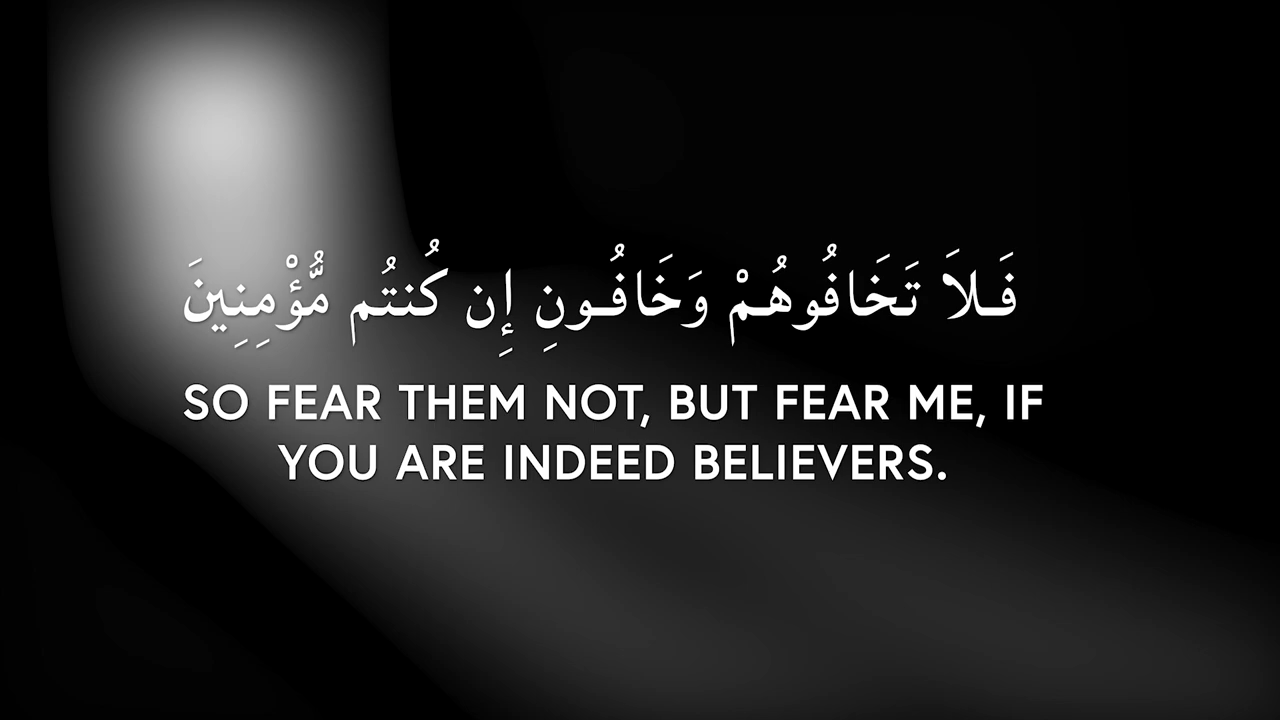 فَلاَ تَخَافُوهُمْ وَخَافُونِ إِن كُنتُم مُّؤْمِنِينَ
SO FEAR THEM NOT, BUT FEAR ME, IF
YOU ARE INDEED BELIEVERS.